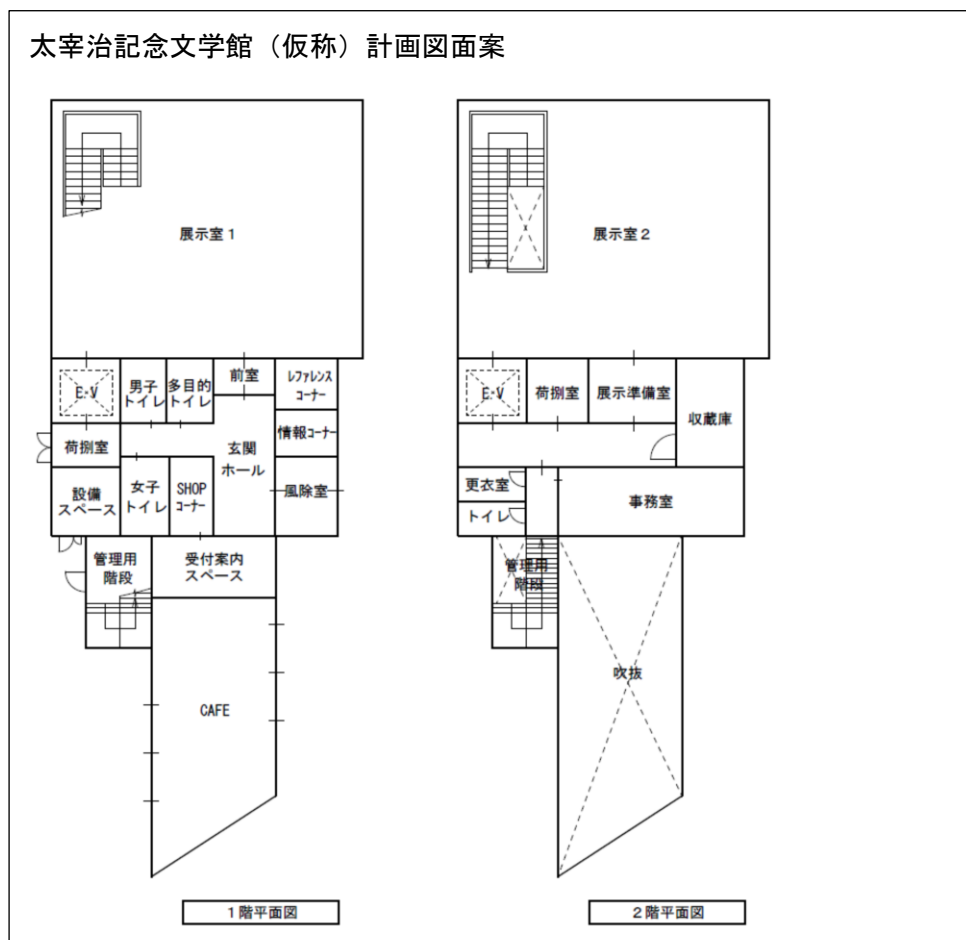 太宰治記念文学館（仮称）計画図面案
展示室１
E・V
男子
トイレ
多目的
トイレ
前室
ﾚﾌｧﾚﾝｽ
ｺｰﾅｰ
情報ｺｰﾅｰ
荷捌室
玄関
ホール
設備
スペース
女子
トイレ
SHOP
ｺｰﾅｰ
風除室
管理用
階段
受付案内
スペース
CAFE
１階平面図
展示室２
E・V
荷捌室
展示準備室
収蔵庫
更衣室
トイレ
事務室
管理用
階段
吹抜
２階平面図